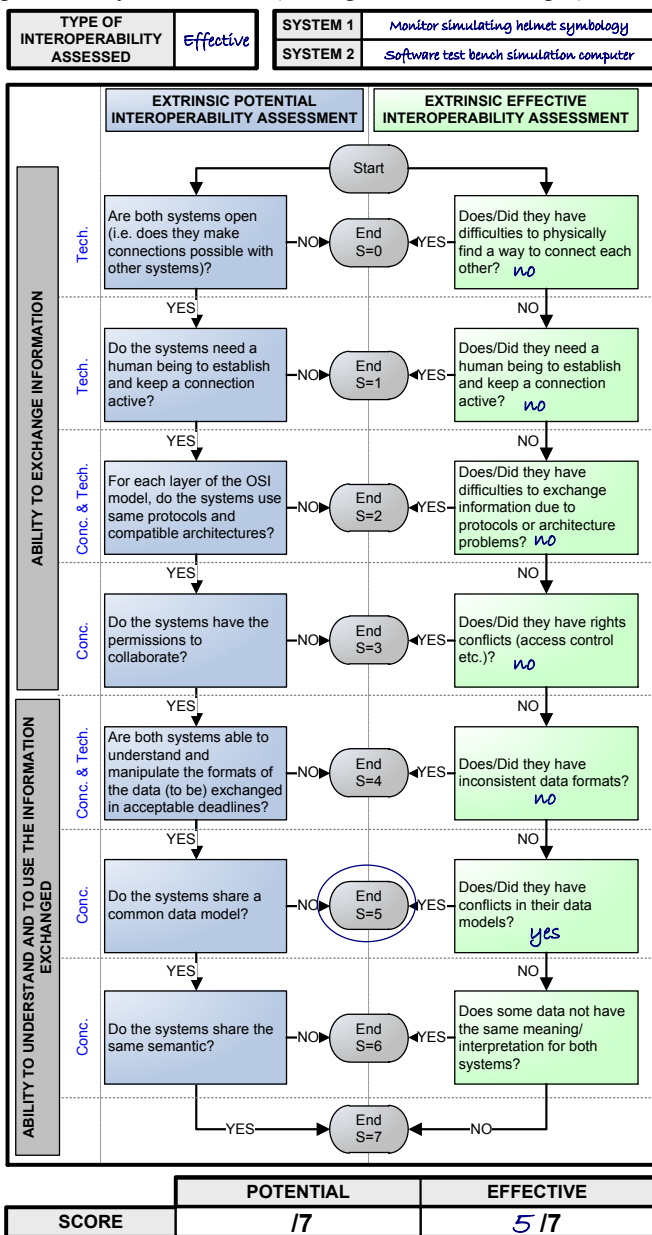 TYPE OF
INTEROPERABILITY
ASSESSED
Effective
SYSTEM 1
Monitor simulating helmet symbology
SYSTEM 2
Software test bench simulation computer
EXTRINSIC POTENTIAL
INTEROPERABILITY ASSESSMENT
EXTRINSIC EFFECTIVE
INTEROPERABILITY ASSESSMENT
Start
ABILITY TO EXCHANGE INFORMATION
Tech.
Are both systems open
(i.e. does they make
connections possible with
other systems)?
NO
End
S=0
YES
Does/Did they have
difficulties to physically
find a way to connect each
other? no
YES
NO
Tech.
Do the systems need a
human being to establish
and keep a connection
active?
NO
End
S=1
YES
Does/Did they need a
human being to establish
and keep a connection
active? no
YES
NO
Conc. & Tech.
For each layer of the OSI
model, do the systems use
same protocols and
compatible architectures?
NO
End
S=2
YES
Does/Did they have
difficulties to exchange
information due to
protocols or architecture
problems? no
YES
NO
Conc.
Do the systems have the
permissions to
collaborate?
NO
End
S=3
YES
Does/Did they have rights
conflicts (access control
etc.)? no
YES
NO
ABILITY TO UNDERSTAND AND TO USE THE INFORMATION
EXCHANGED
Conc. & Tech.
Are both systems able to
understand and
manipulate the formats of
the data (to be) exchanged
in acceptable deadlines?
NO
End
S=4
YES
Does/Did they have
inconsistent data formats?
no
YES
NO
Conc.
Do the systems share a
common data model?
NO
End
S=5
YES
Does/Did they have
conflicts in their data
models?
yes
YES
NO
Conc.
Do the systems share the
same semantic?
NO
End
S=6
YES
Does some data not have
the same meaning/
interpretation for both
systems?
YES
End
S=7
NO
POTENTIAL
EFFECTIVE
SCORE
/7
5 /7